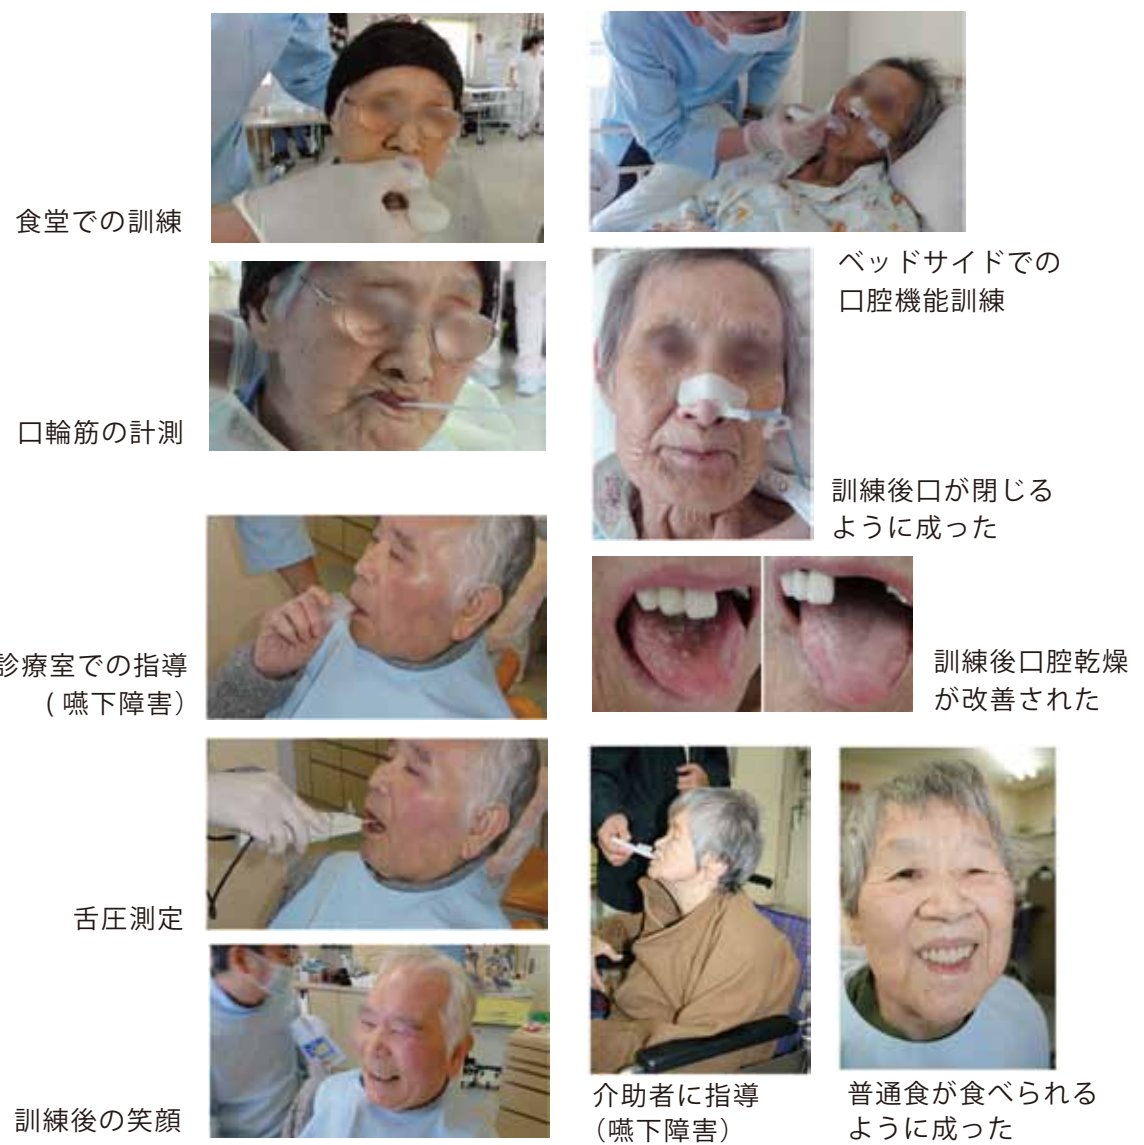 食堂での訓練
口輪筋の計測
診療室での指導
(嚥下障害）
舌圧測定
訓練後の笑顔
ベッドサイドでの
口腔機能訓練
訓練後口が閉じる
ように成った
訓練後口腔乾燥
が改善された
介助者に指導
（嚥下障害）
普通食が食べられる
ように成った